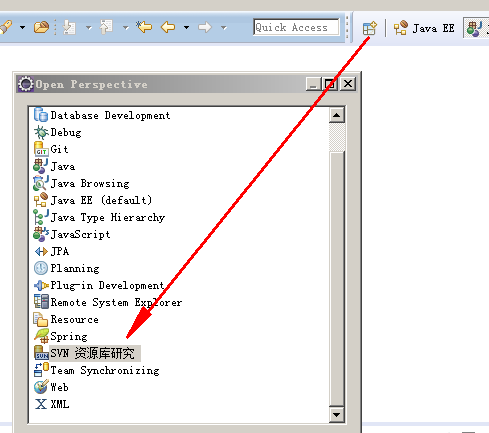 Quick Access
Java EE
Open Perspective
Database Development
Debug
Git
Java
Java Browsing
Java EE (default)
Java Type Hierarchy
JavaScript
JPA
Planning
Plug-in Development
Remote System Explorer
Resource
Spring
SVN 资源库研究
Team Synchronizing
Web
XML